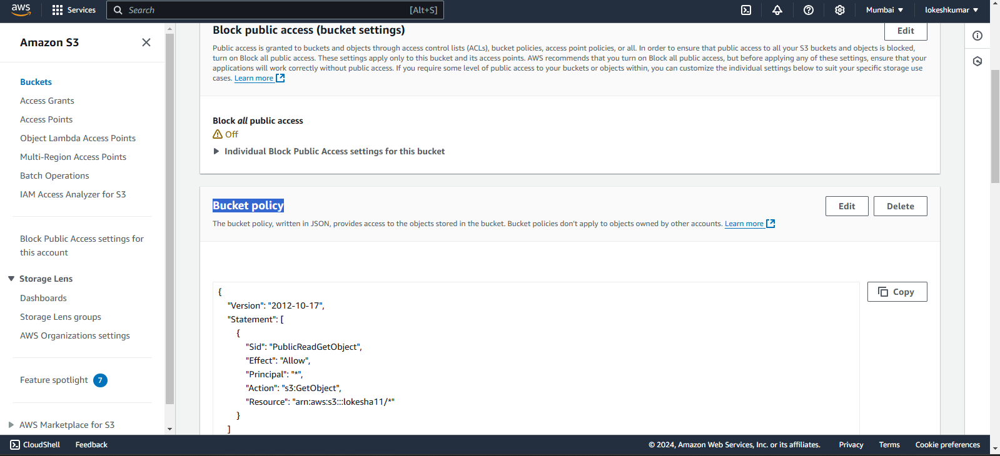 aws
Services
Search
[Alt+S]
Mumbai
lokeshkumar
Amazon S3
Buckets
Access Grants
Access Points
Object Lambda Access Points
Multi-Region Access Points
Batch Operations
IAM Access Analyzer for S3
Block Public Access settings for
this account
Storage Lens
Dashboards
Storage Lens groups
AWS Organizations settings
Feature spotlight 7
AWS Marketplace for S3
Block public access (bucket settings)
Edit
Public access is granted to buckets and objects through access control lists (ACLs), bucket policies, access point policies, or all. In order to ensure that public access to all your S3 buckets and objects is blocked,
turn on Block all public access. These settings apply only to this bucket and its access points. AWS recommends that you turn on Block all public access, but before applying any of these settings, ensure that your
applications will work correctly without public access. If you require some level of public access to your buckets or objects within, you can customize the individual settings below to suit your specific storage use
cases. Learn more
Block all public access
Off
Individual Block Public Access settings for this bucket
Bucket policy
Edit
Delete
The bucket policy, written in JSON, provides access to the objects stored in the bucket. Bucket policies don't apply to objects owned by other accounts. Learn more
Copy
{
"Version": "2012-10-17",
"Statement": [
{
"Sid": "PublicReadGetObject",
"Effect": "Allow",
"Principal": "*",
"Action": "s3:GetObject",
"Resource": "arn:aws:s3:::lokesha11/*"
}
]
CloudShell
Feedback
© 2024, Amazon Web Services, Inc. or its affiliates.
Privacy
Terms
Cookie preferences